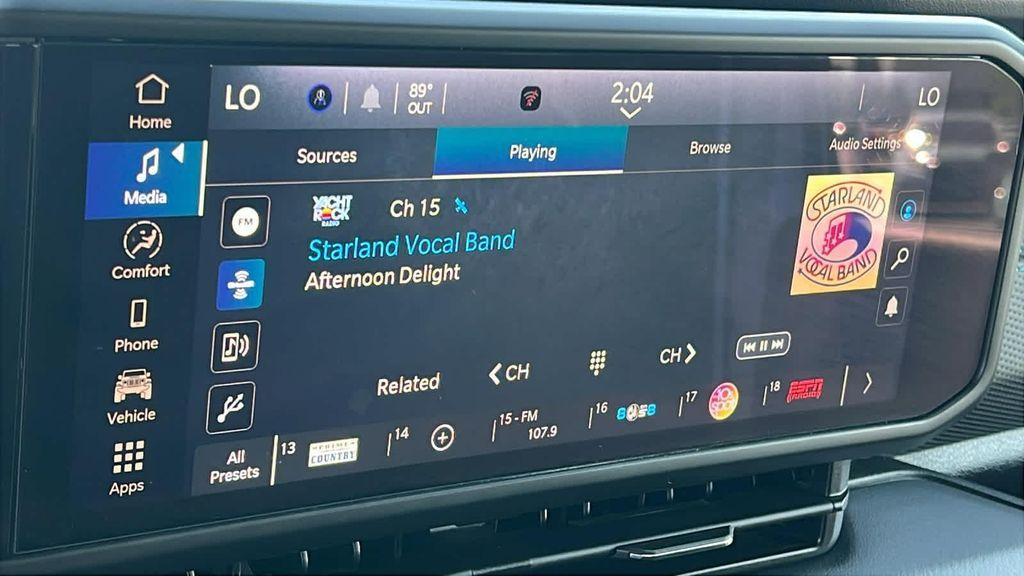 Home
LO
89°
OUT
2:04
LO
Media
Sources
Playing
Browse
Audio Settings
FM
YACHT
ROCK
RADIO
Ch 15
Starland Vocal Band
Afternoon Delight
STARLAND
VOCAL BAND
Comfort
Phone
Vehicle
Apps
Related
CH
CH
All
Presets
13
PRIME
COUNTRY
14
15 - FM
107.9
16
80s8
17
18
ESPN
RADIO